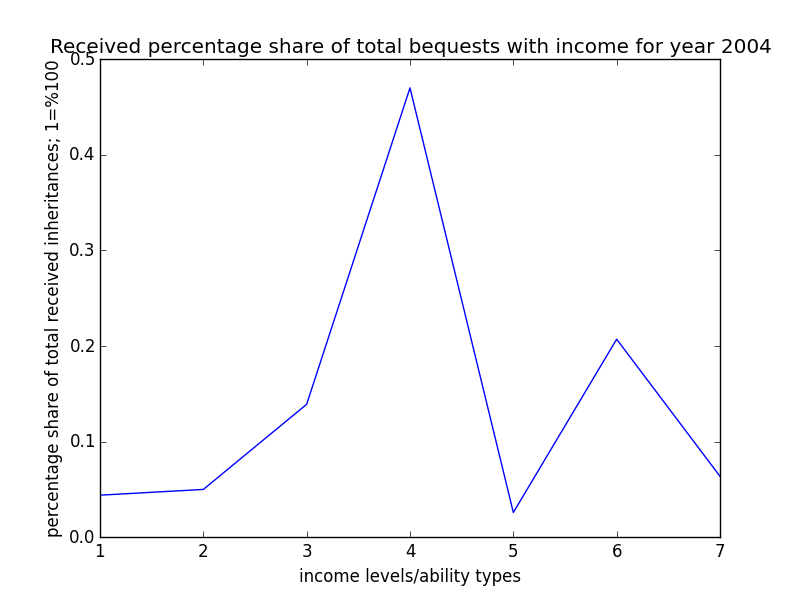 Received percentage share of total bequests with income for year 2004
percentage share of total received inheritances; 1=%100
0.5
0.4
0.3
0.2
0.1
0.0
1 2 3 4 5 6 7
income levels/ability types